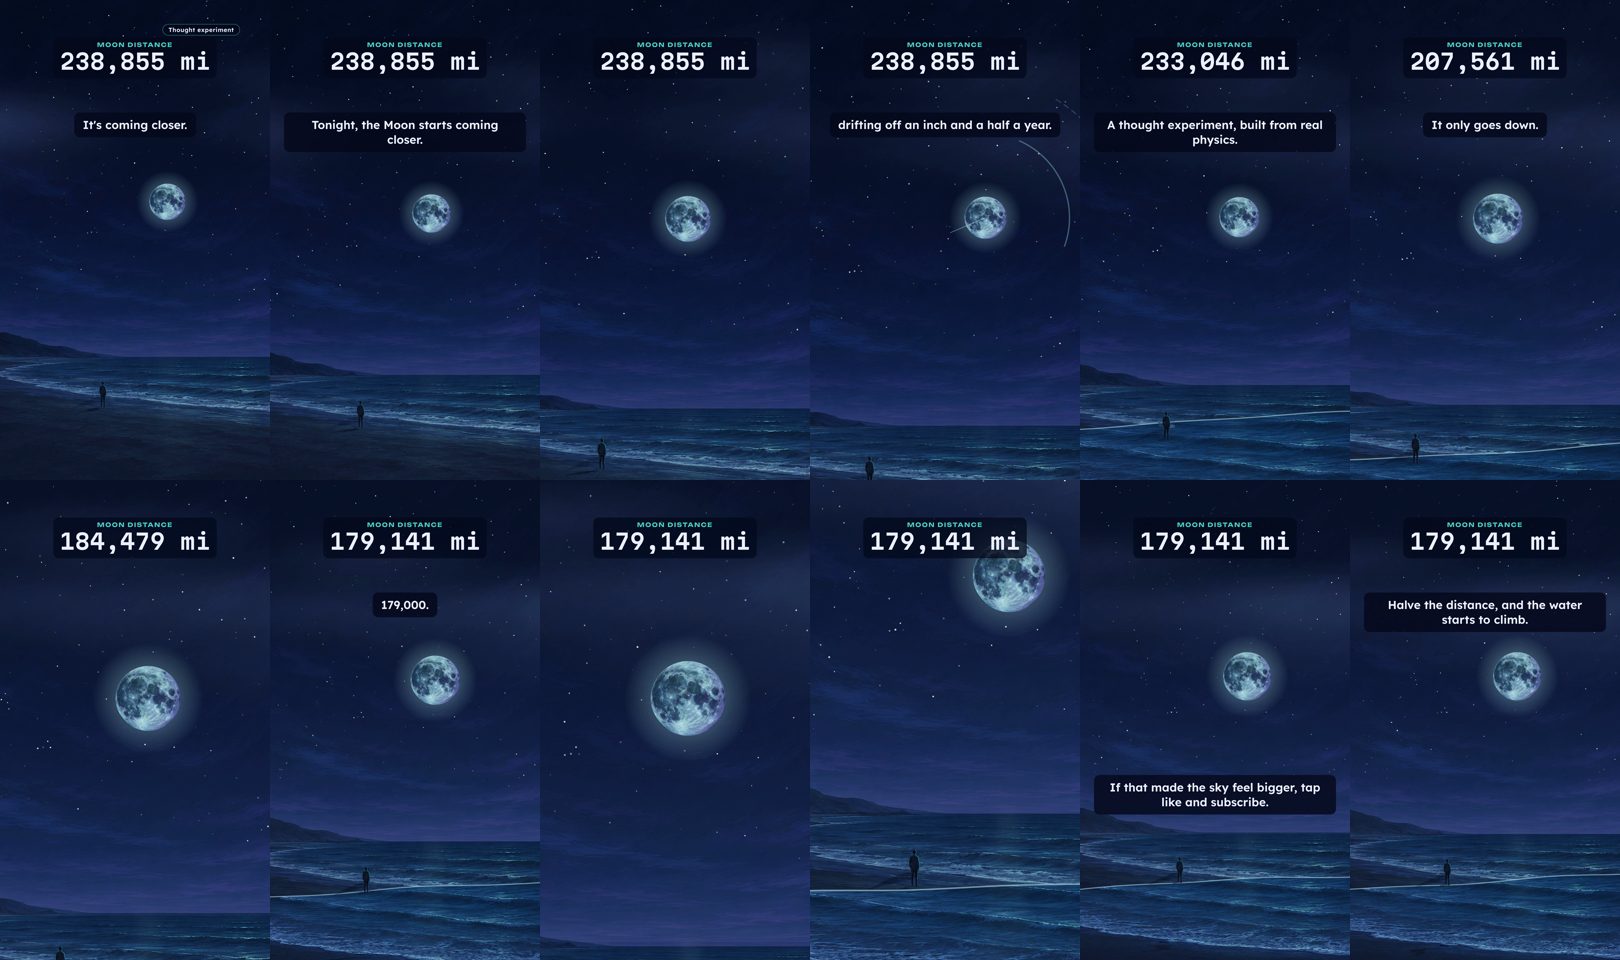 Thought experiment
MOON DISTANCE
238,855 mi
It's coming closer.
MOON DISTANCE
238,855 mi
Tonight, the Moon starts coming
closer.
MOON DISTANCE
238,855 mi
MOON DISTANCE
238,855 mi
drifting off an inch and a half a year.
MOON DISTANCE
233,046 mi
A thought experiment, built from real
physics.
MOON DISTANCE
207,561 mi
It only goes down.
MOON DISTANCE
184,479 mi
MOON DISTANCE
179,141 mi
179,000.
MOON DISTANCE
179,141 mi
MOON DISTANCE
179,141 mi
MOON DISTANCE
179,141 mi
If that made the sky feel bigger, tap
like and subscribe.
MOON DISTANCE
179,141 mi
Halve the distance, and the water
starts to climb.